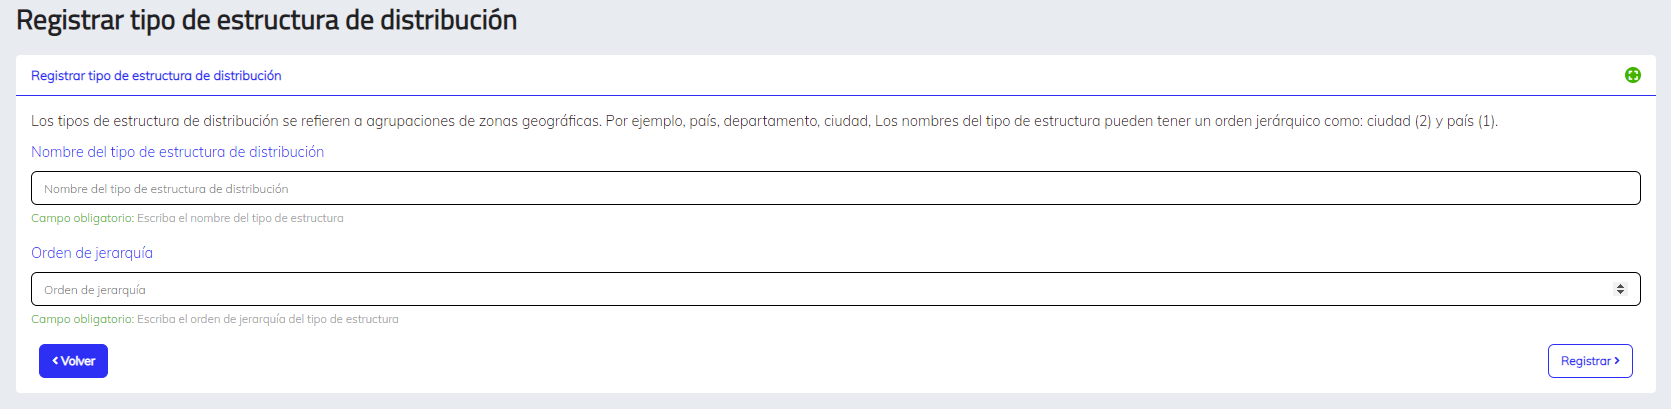 Registrar tipo de estructura de distribución
Registrar tipo de estructura de distribución
Los tipos de estructura de distribución se refieren a agrupaciones de zonas geográficas. Por ejemplo, país, departamento, ciudad, Los nombres del tipo de estructura pueden tener un orden jerárquico como: ciudad (2) y país (1).
Nombre del tipo de estructura de distribución
Nombre del tipo de estructura de distribución
Campo obligatorio: Escriba el nombre del tipo de estructura
Orden de jerarquía
Orden de jerarquía
Campo obligatorio: Escriba el orden de jerarquía del tipo de estructura
Volver
Registrar